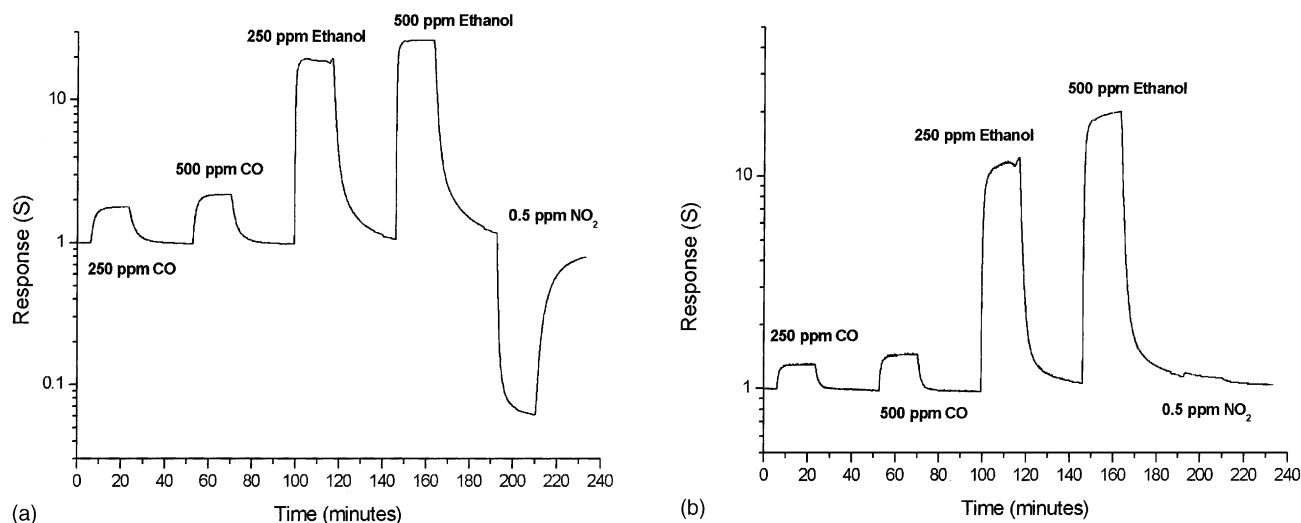 500 ppm Ethanol
250 ppm Ethanol
10
500 ppm CO
0.5 ppm NO₂
1
250 ppm CO
0.1
Response (S)
0 20 40 60 80 100 120 140 160 180 200 220 240
Time (minutes)
(a)
500 ppm Ethanol
250 ppm Ethanol
10
250 ppm CO
1
500 ppm CO
0.5 ppm NO₂
Response (S)
0 20 40 60 80 100 120 140 160 180 200 220 240
Time (minutes)
(b)